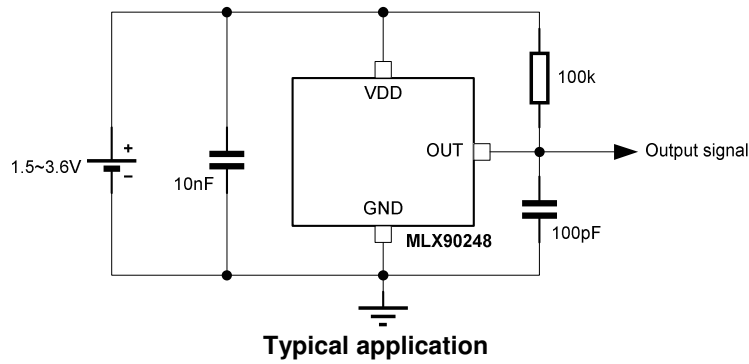 100k
VDD
OUT
Output signal
+
1.5~3.6V
−
10nF
GND
100pF
MLX90248
Typical application